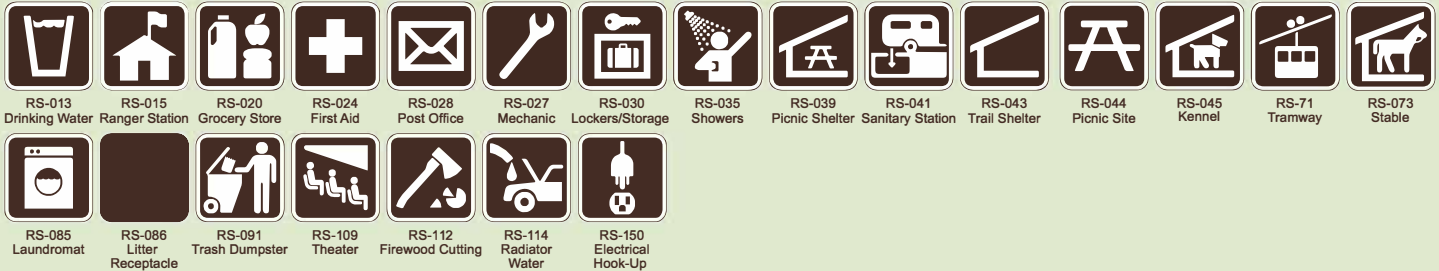 RS-013 RS-015 RS-020 RS-024 RS-028 RS-027 RS-030 RS-035 RS-039 RS-041 RS-043 RS-044 RS-045 RS-71 RS-073
Drinking Water Ranger Station Grocery Store First Aid Post Office Mechanic Lockers/Storage Showers Picnic Shelter Sanitary Station Trail Shelter Picnic Site Kennel Tramway Stable
RS-085 RS-086 RS-091 RS-109 RS-112 RS-114 RS-150
Laundromat Litter Trash Dumpster Theater Firewood Cutting Radiator Electrical
Receptacle Water Hook-Up